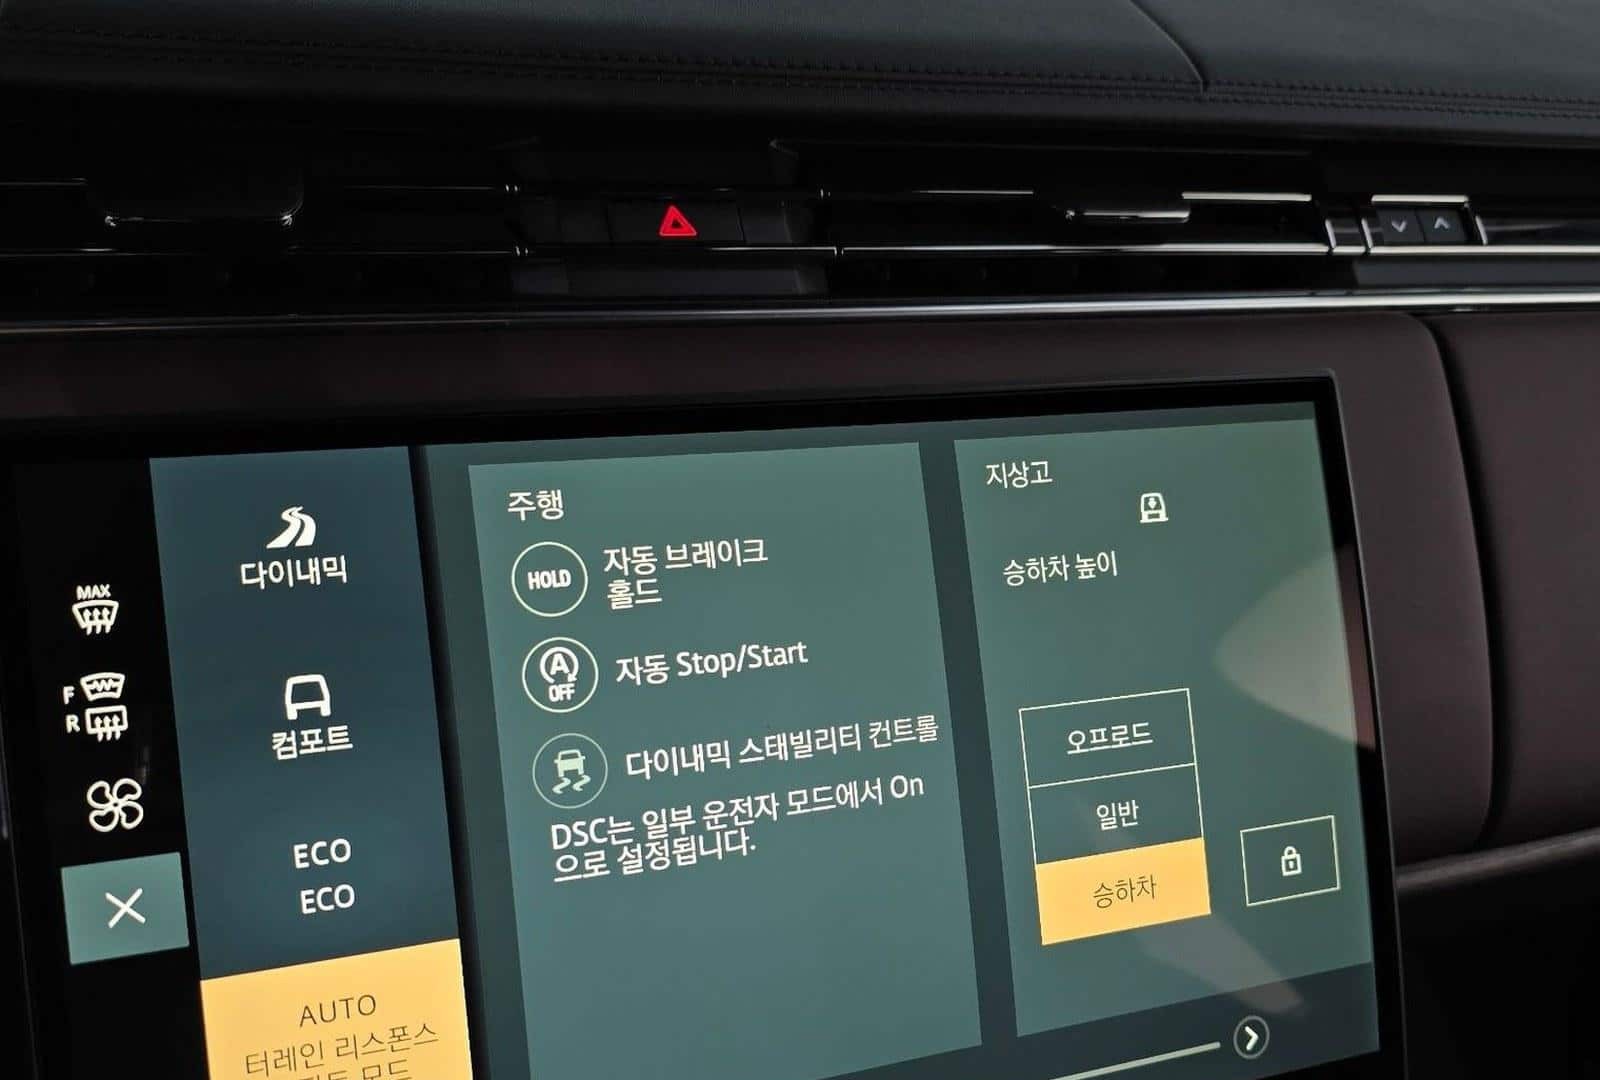 MAX
F
R
다이내믹
컴포트
ECO
ECO
AUTO
터레인 리스폰스
모드
주행
HOLD
자동 브레이크
홀드
A
OFF
자동 Stop/Start
다이내믹 스태빌리티 컨트롤
DSC는 일부 운전자 모드에서 On
으로 설정됩니다.
지상고
승하차 높이
오프로드
일반
승하차